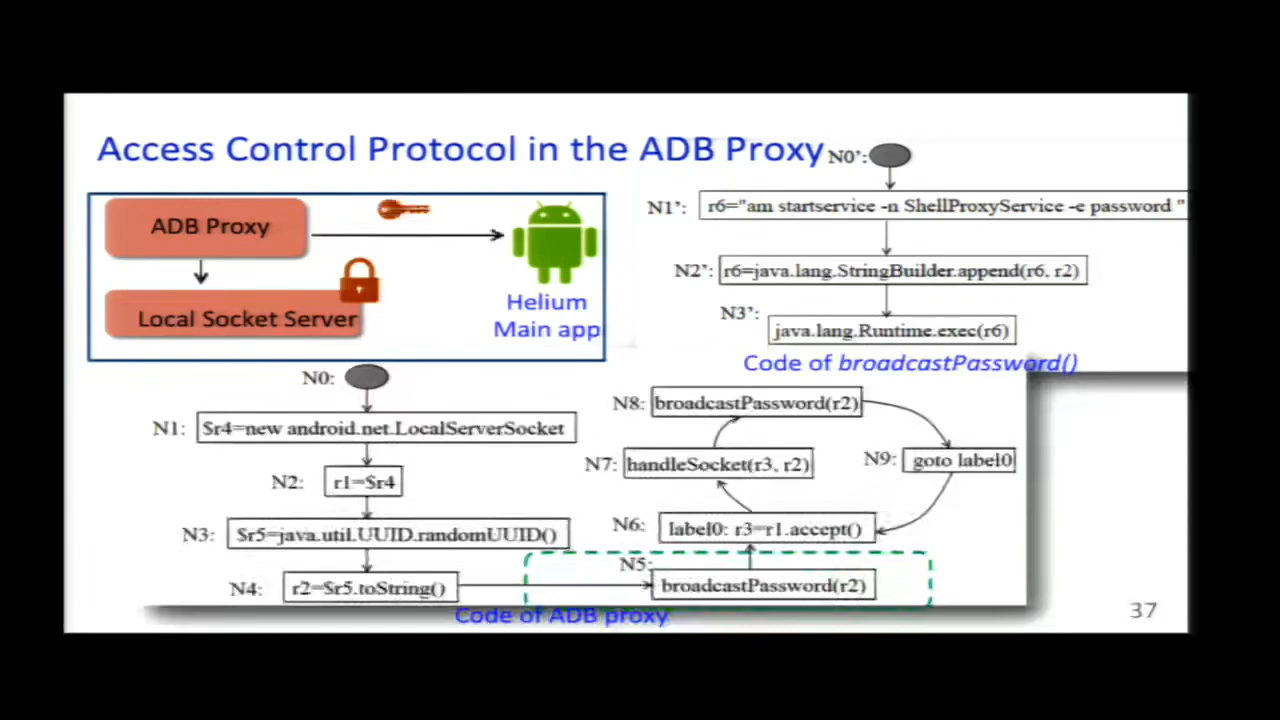 Access Control Protocol in the ADB Proxy
ADB Proxy
Local Socket Server
Helium
Main app
N0':
N1': r6="am startservice -n ShellProxyService -e password "
N2': r6=java.lang.StringBuilder.append(r6, r2)
N3':
java.lang.Runtime.exec(r6)
Code of broadcastPassword()
N0:
N1: $r4=new android.net.LocalServerSocket
N2: r1=$r4
N3: $r5=java.util.UUID.randomUUID()
N4: r2=$r5.toString()
N5:
broadcastPassword(r2)
N6: label0: r3=r1.accept()
N7: handleSocket(r3, r2)
N8: broadcastPassword(r2)
N9: goto label0
Code of ADB proxy
37